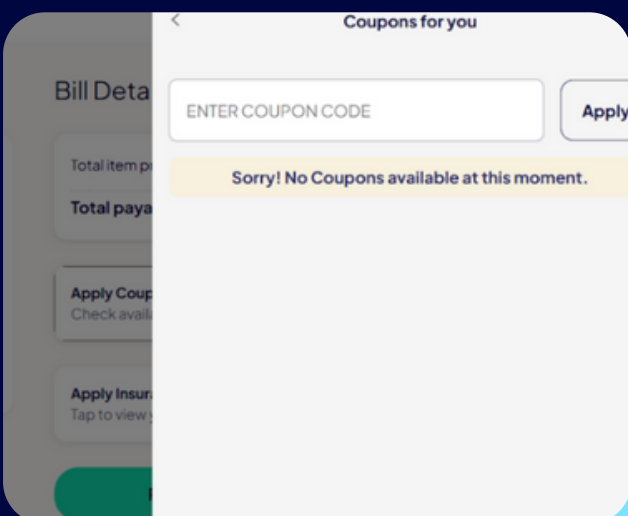 Coupons for you
Bill Deta
ENTER COUPON CODE
Apply
Total item p
Sorry! No Coupons available at this moment.
Total paya
Apply Coup
Check avail
Apply Insur
Tap to view